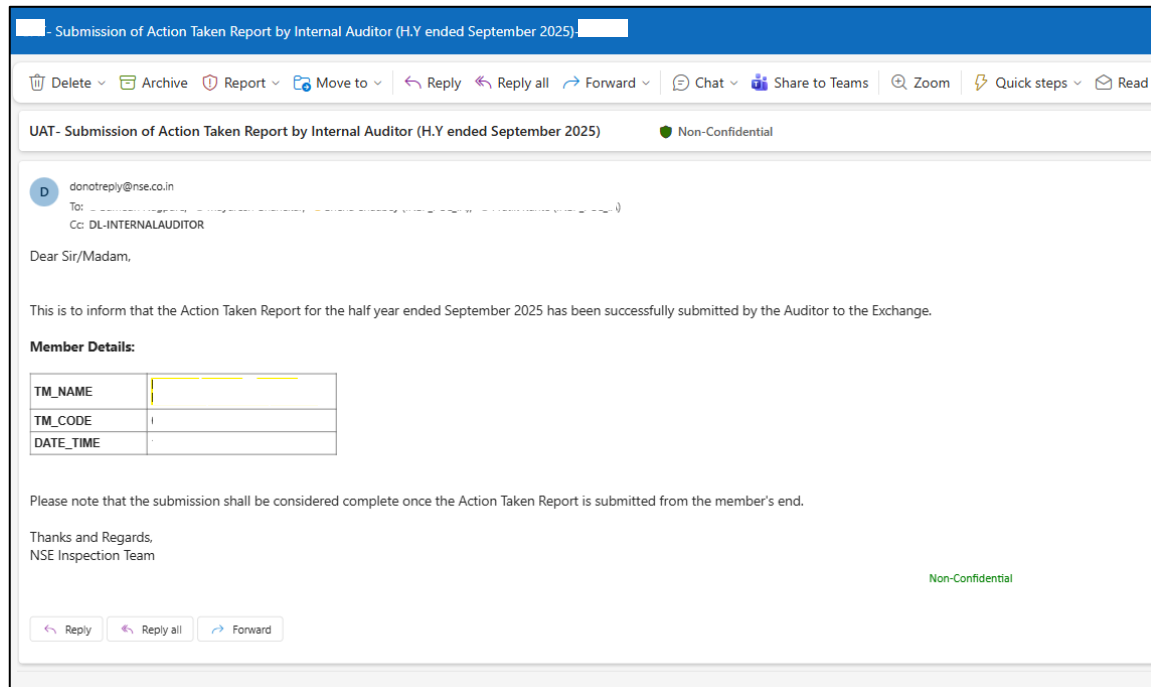 - Submission of Action Taken Report by Internal Auditor (H.Y ended September 2025)-
Delete Archive Report Move to Reply Reply all Forward Chat Share to Teams Zoom Quick steps Read
UAT- Submission of Action Taken Report by Internal Auditor (H.Y ended September 2025) Non-Confidential
D donotreply@nse.co.in
To:
Cc: DL-INTERNALAUDITOR
Dear Sir/Madam,
This is to inform that the Action Taken Report for the half year ended September 2025 has been successfully submitted by the Auditor to the Exchange.
Member Details:
TM_NAME
TM_CODE
DATE_TIME
Please note that the submission shall be considered complete once the Action Taken Report is submitted from the member's end.
Thanks and Regards,
NSE Inspection Team
Non-Confidential
Reply Reply all Forward